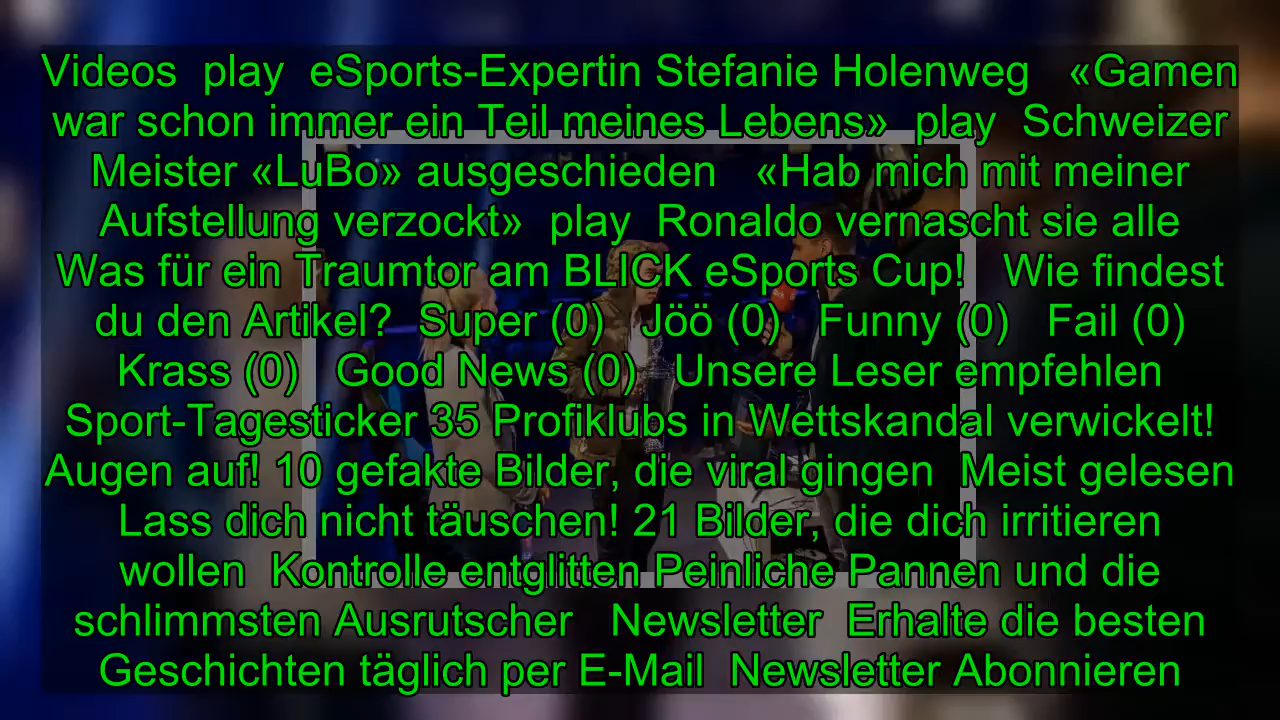 Videos play eSports-Expertin Stefanie Holenweg «Gamen
war schon immer ein Teil meines Lebens» play Schweizer
Meister «LuBo» ausgeschieden «Hab mich mit meiner
Aufstellung verzockt» play Ronaldo vernascht sie alle
Was für ein Traumtor am BLICK eSports Cup! Wie findest
du den Artikel? Super (0) Jöö (0) Funny (0) Fail (0)
Krass (0) Good News (0) Unsere Leser empfehlen
Sport-Tagesticker 35 Profiklubs in Wettskandal verwickelt!
Augen auf! 10 gefakte Bilder, die viral gingen Meist gelesen
Lass dich nicht täuschen! 21 Bilder, die dich irritieren
wollen Kontrolle entglitten Peinliche Pannen und die
schlimmsten Ausrutscher Newsletter Erhalte die besten
Geschichten täglich per E-Mail Newsletter Abonnieren